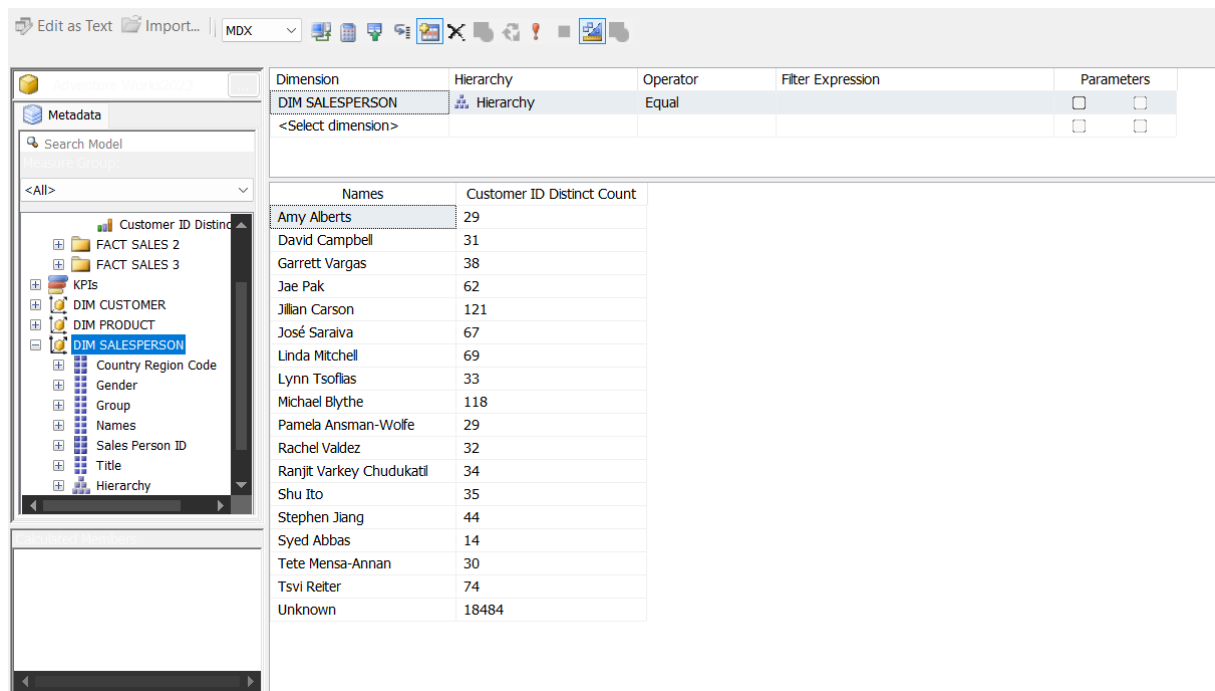 Edit as Text Import... MDX
Dimension Hierarchy Operator Filter Expression Parameters
DIM SALESPERSON Hierarchy Equal
<Select dimension>
Metadata
Search Model
Measure Group:
<All>
Customer ID Distinc
FACT SALES 2
FACT SALES 3
KPIs
DIM CUSTOMER
DIM PRODUCT
DIM SALESPERSON
Country Region Code
Gender
Group
Names
Sales Person ID
Title
Hierarchy
Calculated Members
Names Customer ID Distinct Count
Amy Alberts 29
David Campbell 31
Garrett Vargas 38
Jae Pak 62
Jillian Carson 121
José Saraiva 67
Linda Mitchell 69
Lynn Tsoflias 33
Michael Blythe 118
Pamela Ansman-Wolfe 29
Rachel Valdez 32
Ranjit Varkey Chudukatil 34
Shu Ito 35
Stephen Jiang 44
Syed Abbas 14
Tete Mensa-Annan 30
Tsvi Reiter 74
Unknown 18484